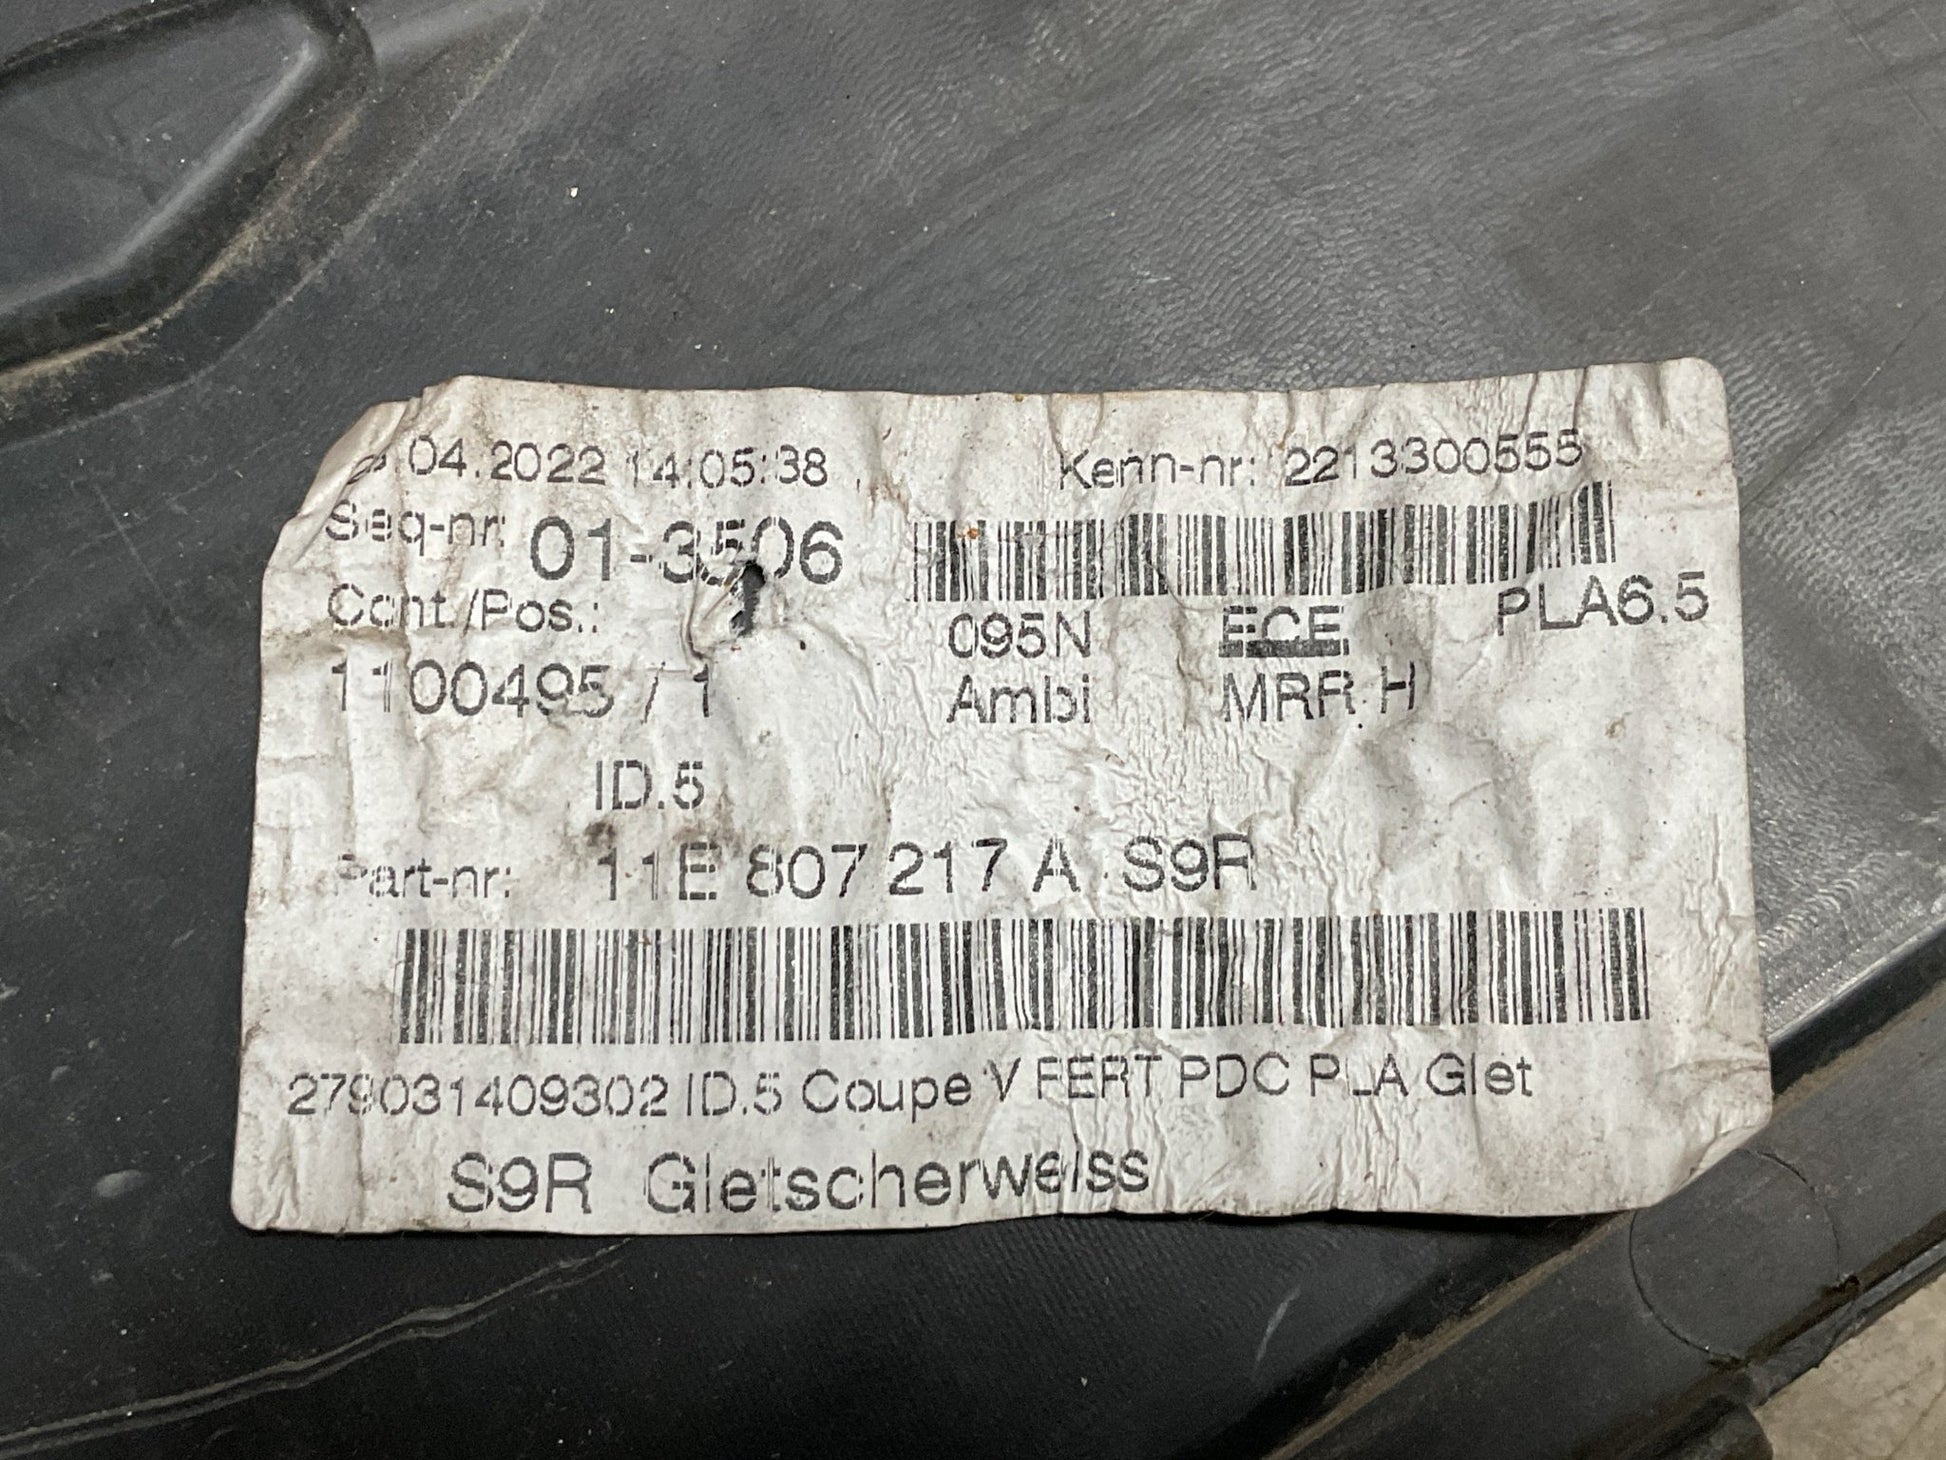 .04.2022 14:05:38
Kenn-nr: 2213300555
Seq-nr: 01-3506
Cont./Pos.:
095N ECE PLA6.5
1100495 / 1
Ambi MRR H
ID.5
Part-nr: 11E 807 217 A S9R
279031409302 ID.5 Coupe V FERT PDC PLA Glet
S9R Gletscherweiss